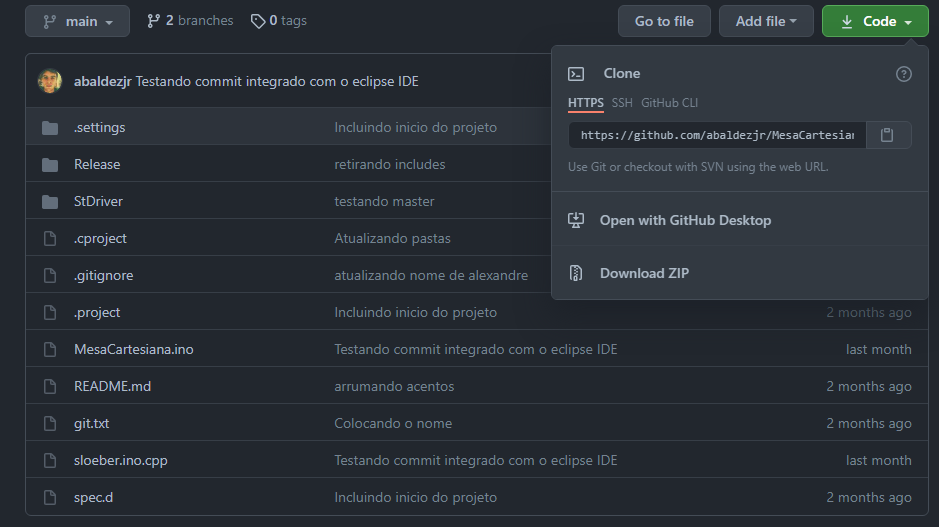 main 2 branches 0 tags Go to file Add file Code
abaldezjr Testando commit integrado com o eclipse IDE
Clone
HTTPS SSH GitHub CLI
https://github.com/abaldezjr/MesaCartesian
Use Git or checkout with SVN using the web URL.
Open with GitHub Desktop
Download ZIP
.settings Incluindo inicio do projeto
Release retirando includes
StDriver testando master
.cproject Atualizando pastas
.gitignore atualizando nome de alexandre
.project Incluindo inicio do projeto 2 months ago
MesaCartesiana.ino Testando commit integrado com o eclipse IDE last month
README.md arrumando acentos 2 months ago
git.txt Colocando o nome 2 months ago
sloeber.ino.cpp Testando commit integrado com o eclipse IDE last month
spec.d Incluindo inicio do projeto 2 months ago